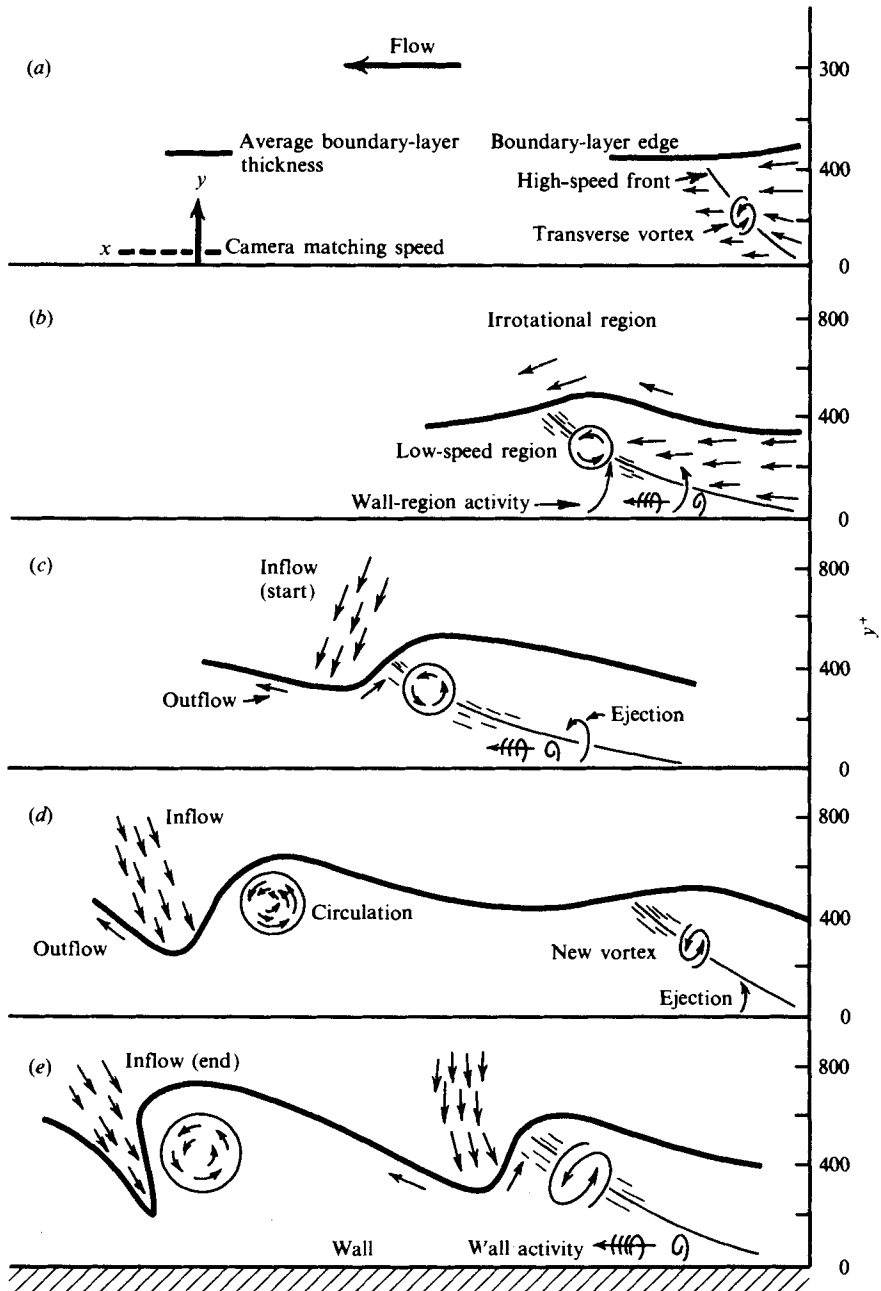 (a)
Flow
300
Average boundary-layer
thickness
Boundary-layer edge
400
High-speed front
y
Transverse vortex
x
Camera matching speed
0
(b)
Irrotational region
800
400
Low-speed region
Wall-region activity
0
(c)
Inflow
(start)
800
y+
400
Outflow
Ejection
0
(d)
Inflow
800
Circulation
400
Outflow
New vortex
Ejection
0
(e)
Inflow (end)
800
400
Wall
Wall activity
0